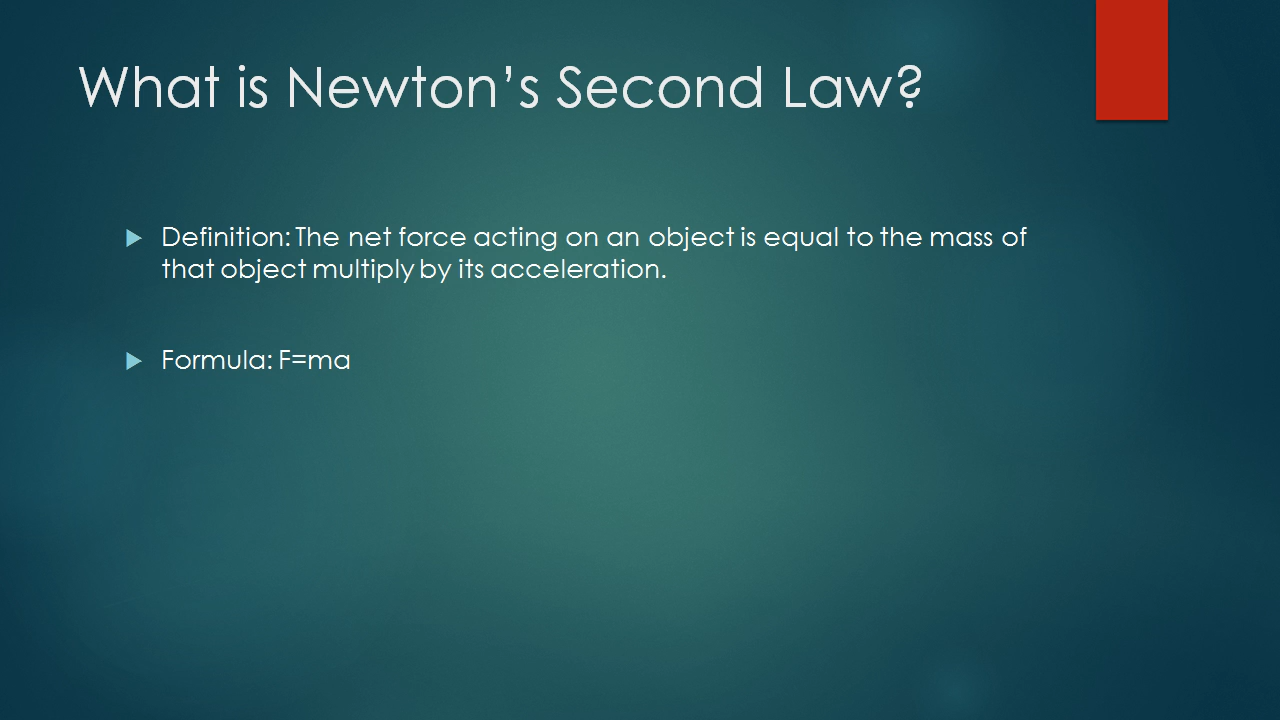 What is Newton’s Second Law?
Definition: The net force acting on an object is equal to the mass of
that object multiply by its acceleration.
Formula: F=ma